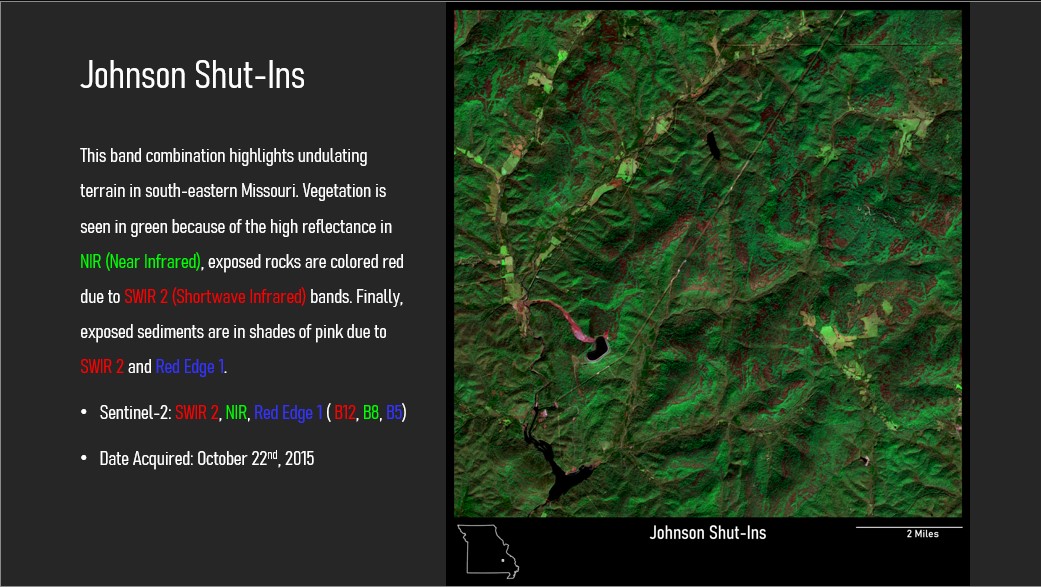 Johnson Shut-Ins
This band combination highlights undulating
terrain in south-eastern Missouri. Vegetation is
seen in green because of the high reflectance in
NIR (Near Infrared), exposed rocks are colored red
due to SWIR 2 (Shortwave Infrared) bands. Finally,
exposed sediments are in shades of pink due to
SWIR 2 and Red Edge 1.
• Sentinel-2: SWIR 2, NIR, Red Edge 1 ( B12, B8, B5)
• Date Acquired: October 22nd, 2015
Johnson Shut-Ins
2 Miles